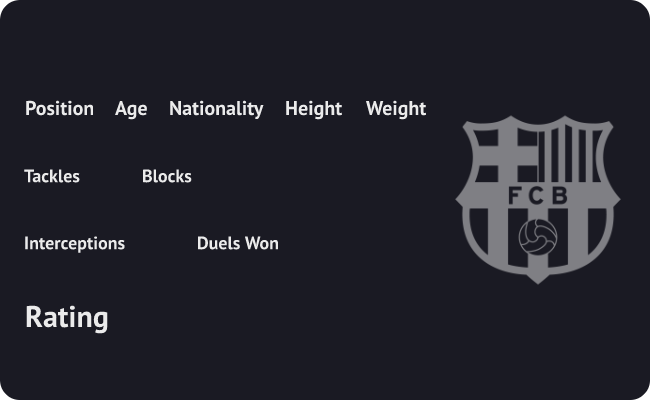 Position Age Nationality Height Weight
Tackles Blocks
FCB
Interceptions Duels Won
Rating